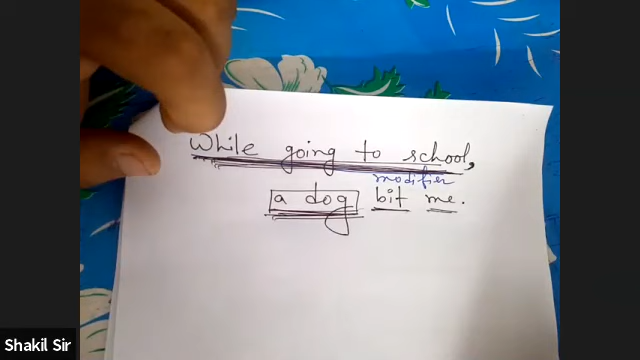 While going to school,
modifier
a dog bit me.
Shakil Sir